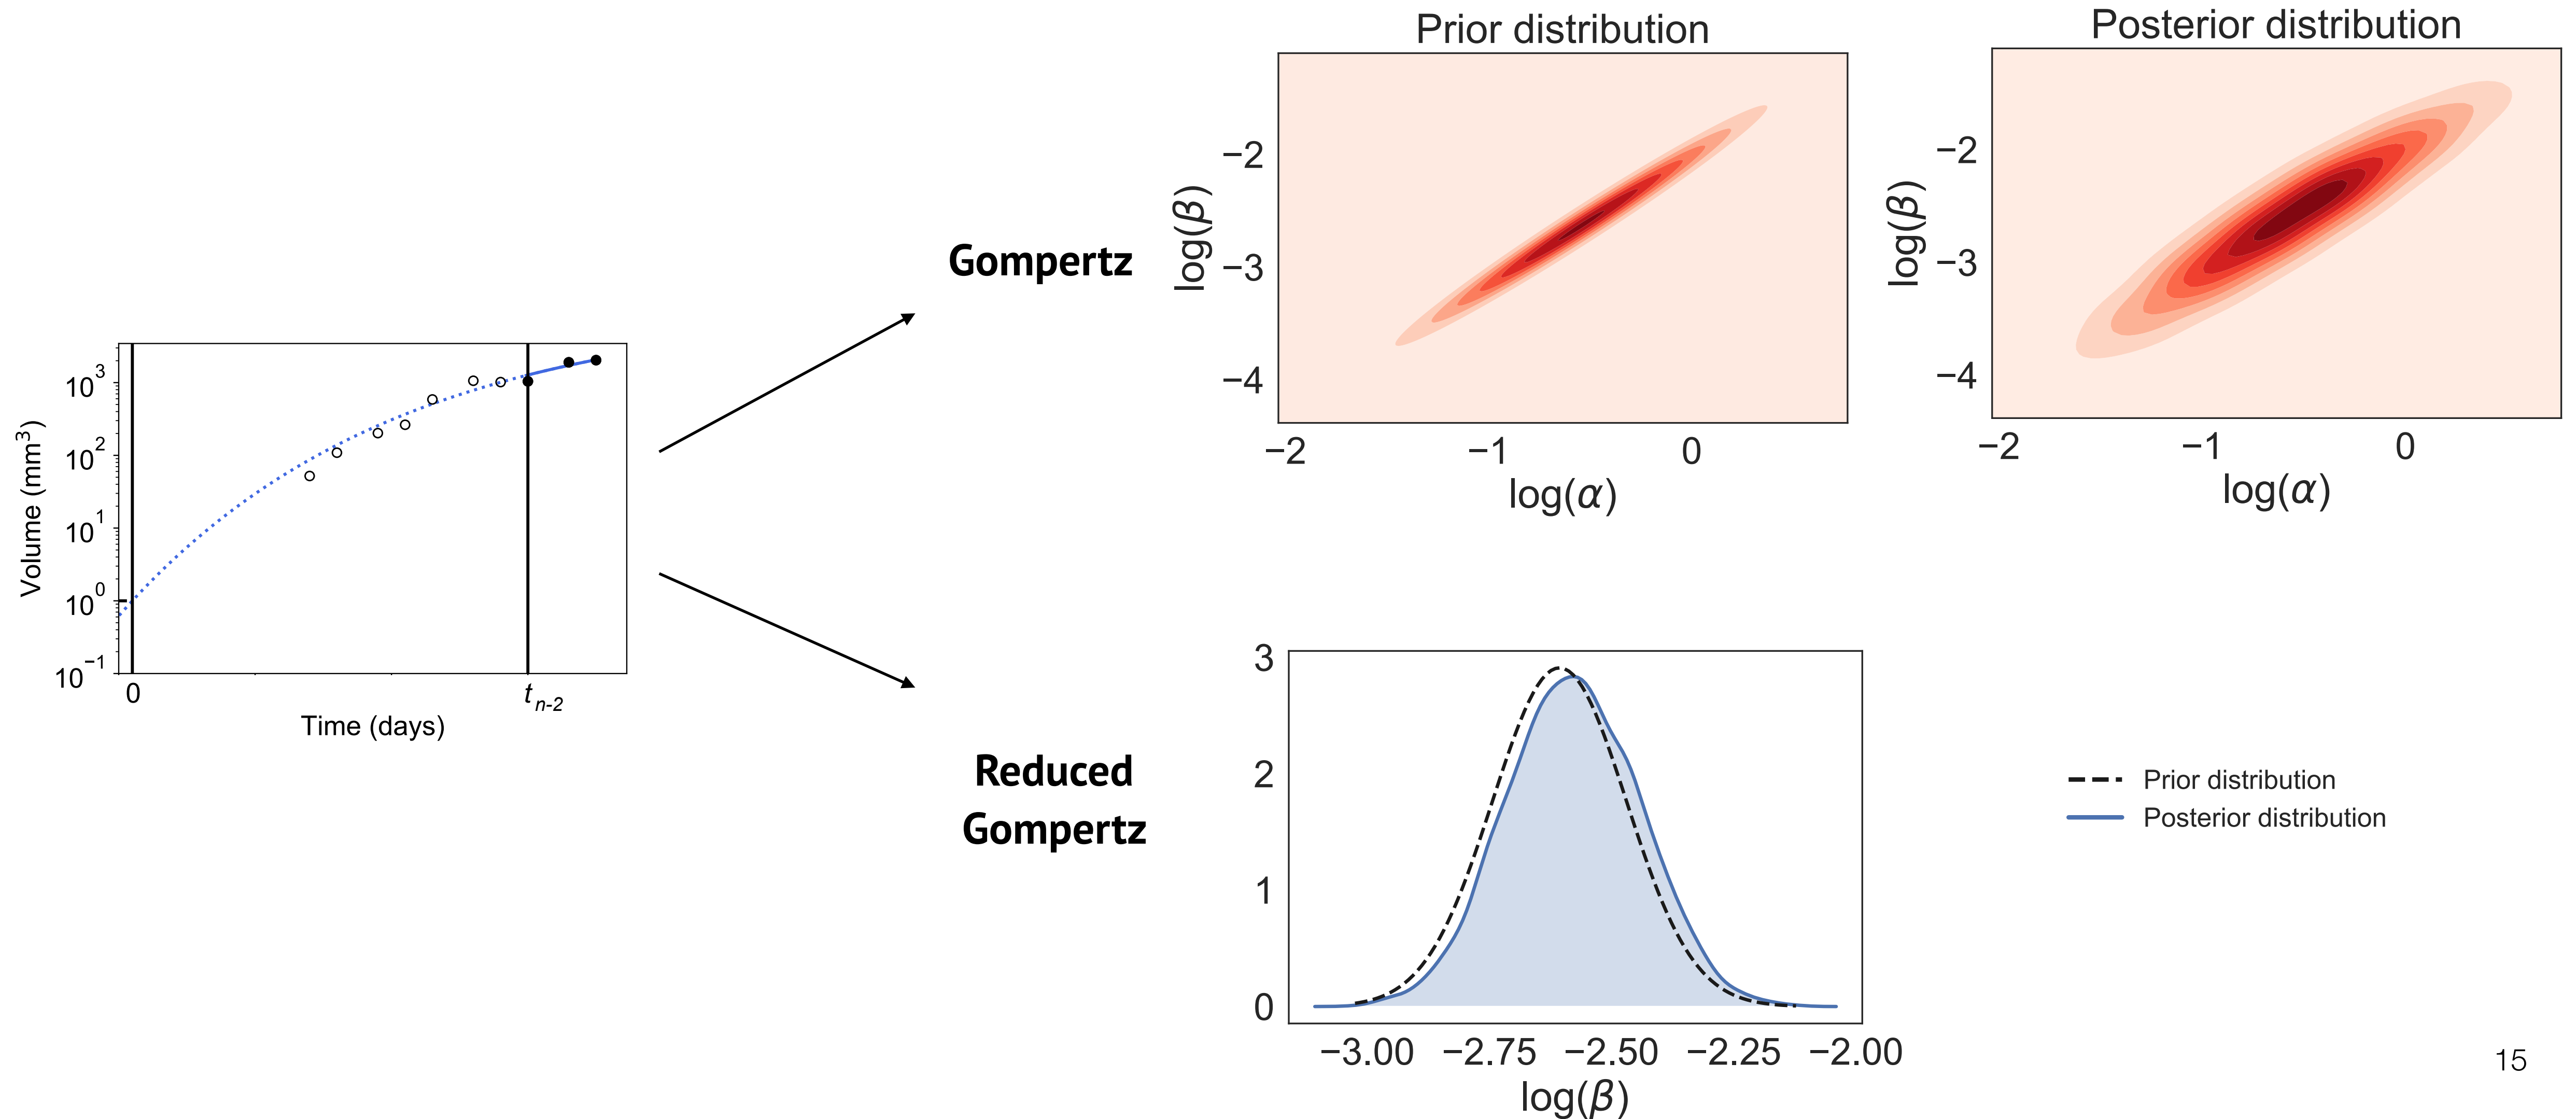 Prior distribution
log(β)
−2
−3
−4
−2 −1 0
log(α)
Posterior distribution
log(β)
−2
−3
−4
−2 −1 0
log(α)
Gompertz
Volume (mm³)
10³
10²
10¹
10⁰
10⁻¹
0 t n-2
Time (days)
Reduced
Gompertz
3
2
1
0
−3.00 −2.75 −2.50 −2.25 −2.00
log(β)
Prior distribution
Posterior distribution
15